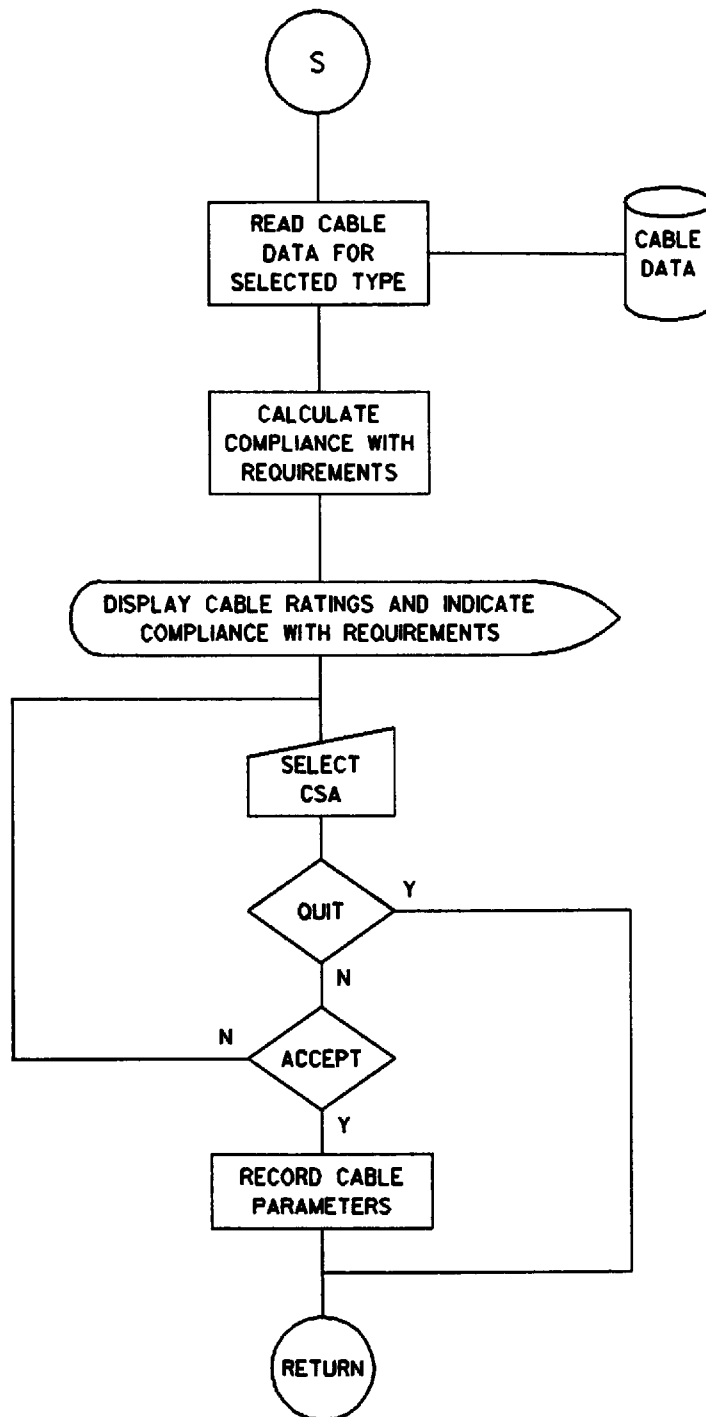 S
READ CABLE
DATA FOR
SELECTED TYPE
CABLE
DATA
CALCULATE
COMPLIANCE WITH
REQUIREMENTS
DISPLAY CABLE RATINGS AND INDICATE
COMPLIANCE WITH REQUIREMENTS
SELECT
CSA
QUIT
Y
N
ACCEPT
N
Y
RECORD CABLE
PARAMETERS
RETURN